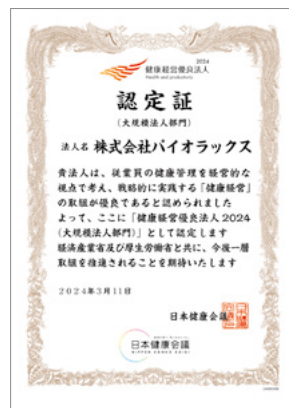 2024
健康経営優良法人
Health and productivity
認定証
(大規模法人部門)
法人名 株式会社パイオラックス
貴法人は、従業員の健康管理を経営的な
視点で考え、戦略的に実践する「健康経営」
の取組が優良であると認められました
よって、ここに「健康経営優良法人2024
(大規模法人部門)」として認定します
経済産業省及び厚生労働省と共に、今後一層
取組を推進されることを期待いたします
2024年3月11日
日本健康会議
日本健康会議
NIPPON KENKO KAIGI